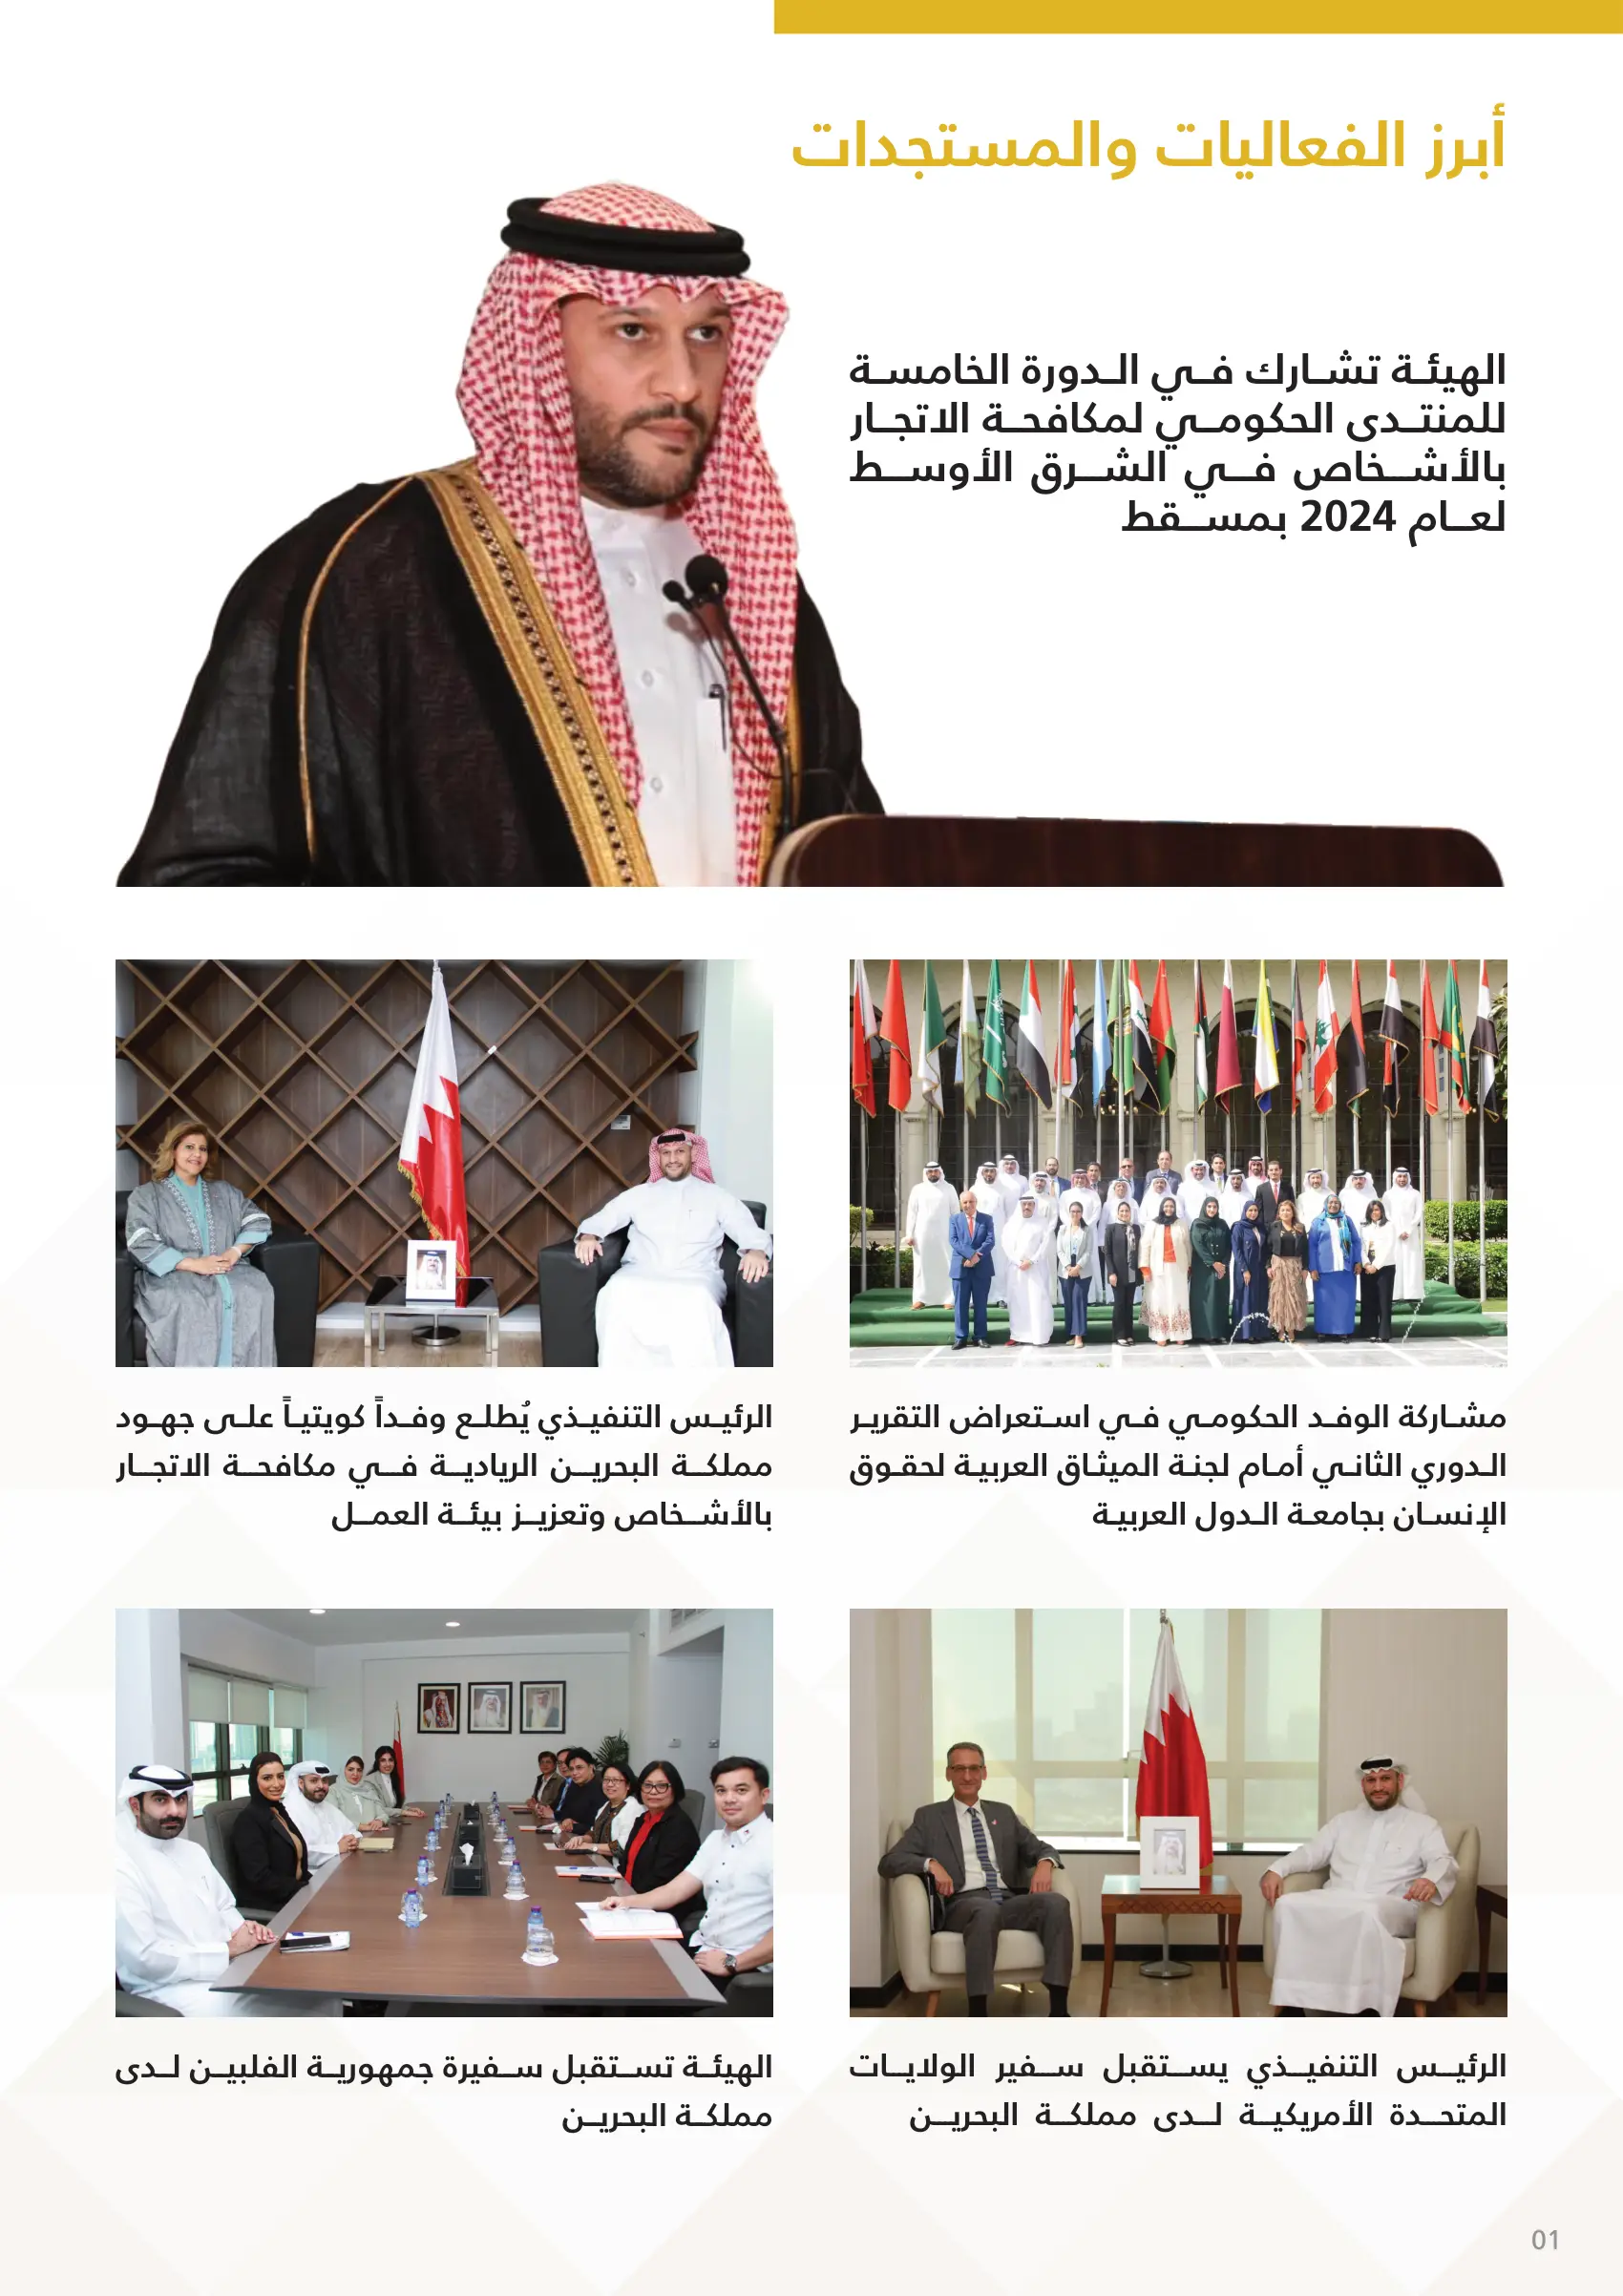 أبرز الفعاليات والمستجدات
الهيئة تشارك في الدورة الخامسة
للمنتدى الحكومي لمكافحة الاتجار
بالأشخاص في الشرق الأوسط
لعام 2024 بمسقط
مشاركة الوفد الحكومي في استعراض التقرير
الدوري الثاني أمام لجنة الميثاق العربية لحقوق
الإنسان بجامعة الدول العربية
الرئيس التنفيذي يُطلع وفداً كويتياً على جهود
مملكة البحرين الريادية في مكافحة الاتجار
بالأشخاص وتعزيز بيئة العمل
الرئيس التنفيذي يستقبل سفير الولايات
المتحدة الأمريكية لدى مملكة البحرين
الهيئة تستقبل سفيرة جمهورية الفلبين لدى
مملكة البحرين
01